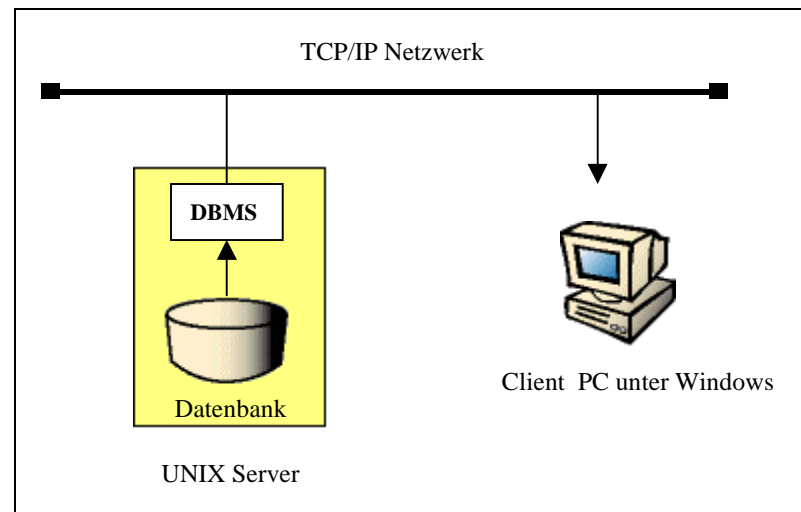 TCP/IP Netzwerk
DBMS
Datenbank
Client PC unter Windows
UNIX Server